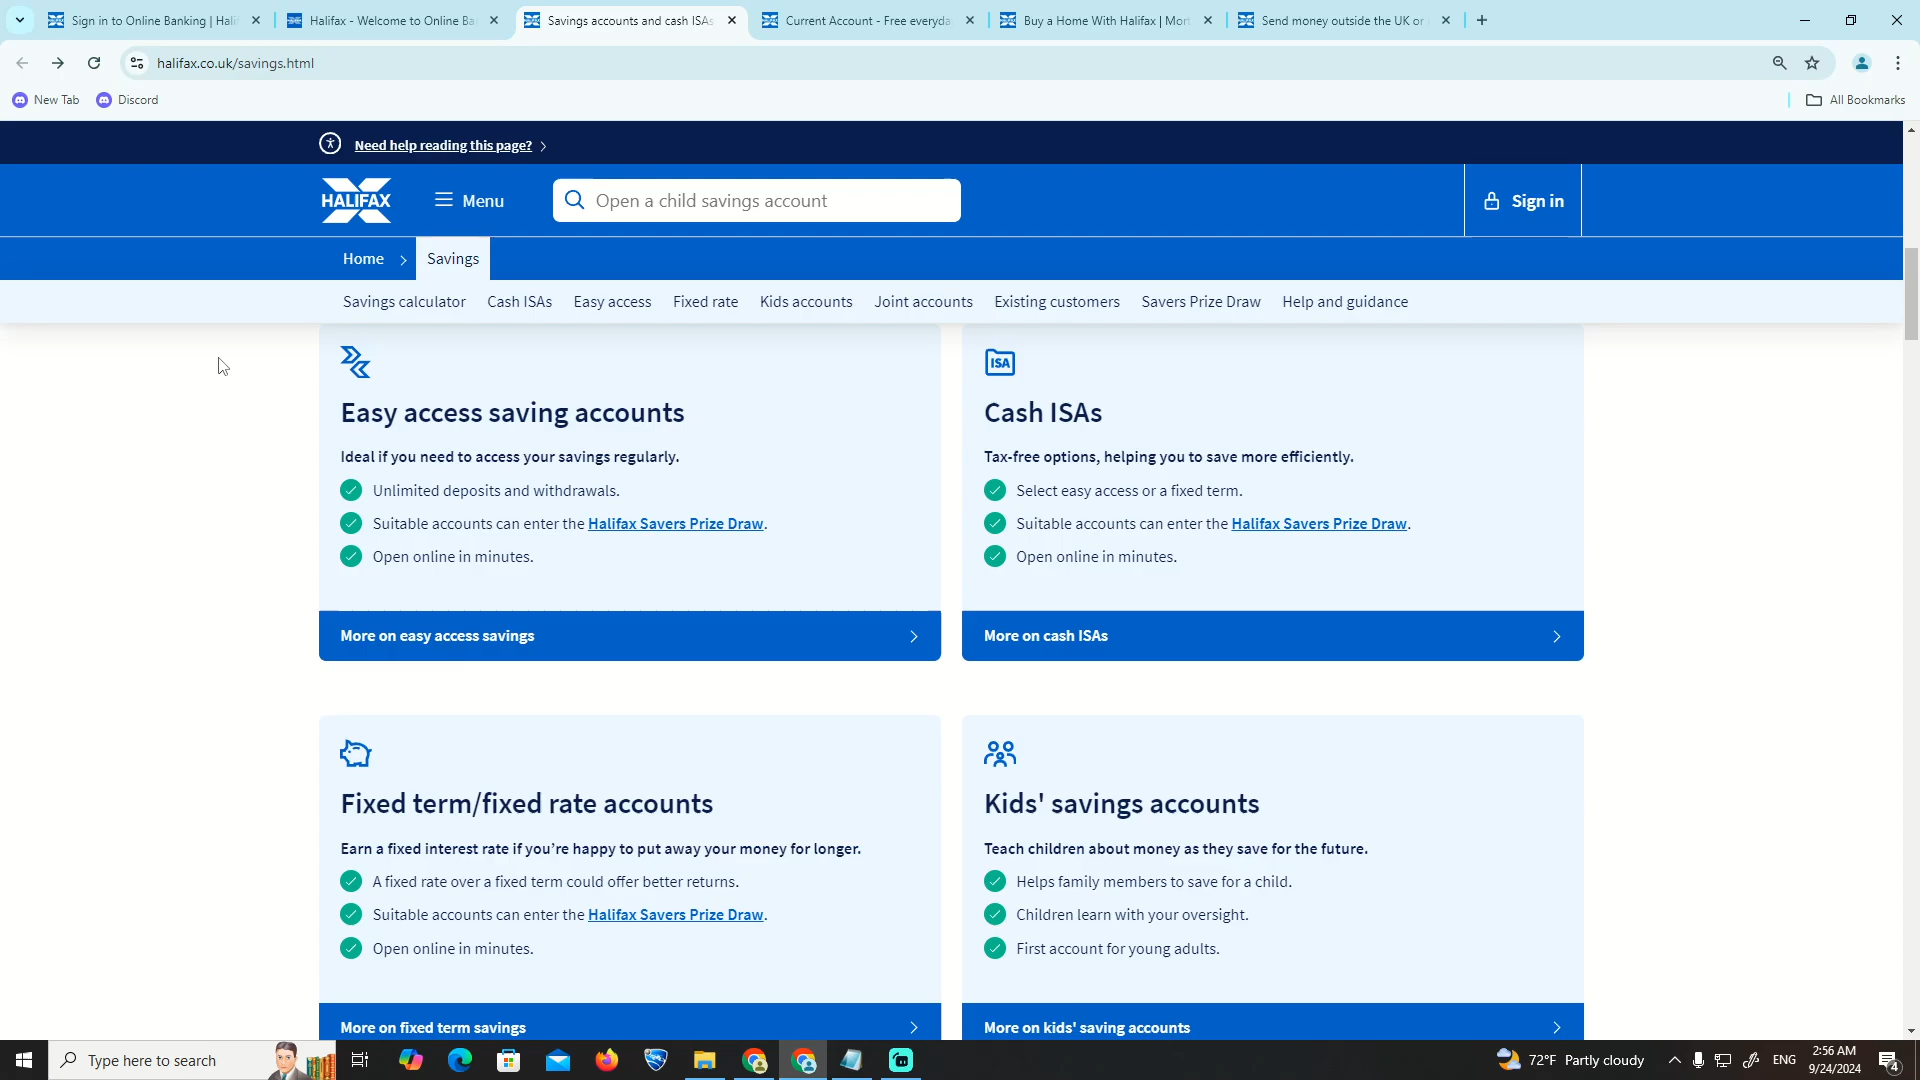 Sign in to Online Banking | Hali
Halifax - Welcome to Online Ba
Savings accounts and cash ISAs
Current Account - Free everyda
Buy a Home With Halifax | Mort
Send money outside the UK or
halifax.co.uk/savings.html
New Tab
Discord
All Bookmarks
Need help reading this page?
HALIFAX
Menu
Open a child savings account
Sign in
Home
Savings
Savings calculator
Cash ISAs
Easy access
Fixed rate
Kids accounts
Joint accounts
Existing customers
Savers Prize Draw
Help and guidance
Easy access saving accounts
Ideal if you need to access your savings regularly.
Unlimited deposits and withdrawals.
Suitable accounts can enter the Halifax Savers Prize Draw.
Open online in minutes.
More on easy access savings
ISA
Cash ISAs
Tax-free options, helping you to save more efficiently.
Select easy access or a fixed term.
Suitable accounts can enter the Halifax Savers Prize Draw.
Open online in minutes.
More on cash ISAs
Fixed term/fixed rate accounts
Earn a fixed interest rate if you’re happy to put away your money for longer.
A fixed rate over a fixed term could offer better returns.
Suitable accounts can enter the Halifax Savers Prize Draw.
Open online in minutes.
More on fixed term savings
Kids' savings accounts
Teach children about money as they save for the future.
Helps family members to save for a child.
Children learn with your oversight.
First account for young adults.
More on kids' saving accounts
Type here to search
72°F Partly cloudy
ENG
2:56 AM
9/24/2024
4